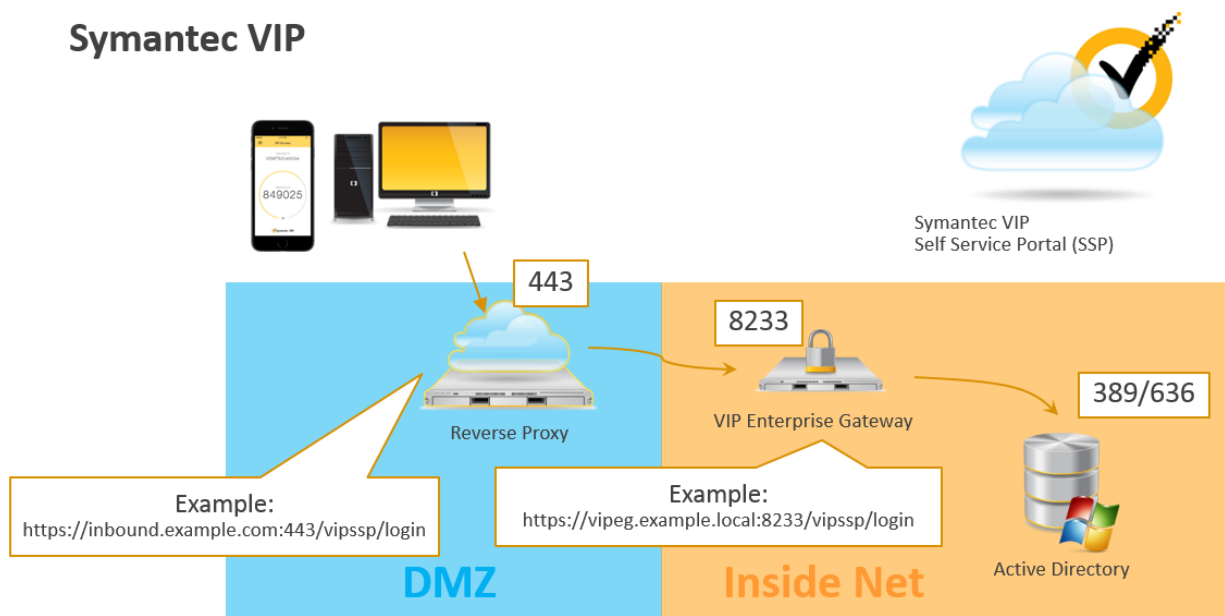 Symantec VIP
849025
Symantec VIP
Self Service Portal (SSP)
443
8233
389/636
Reverse Proxy
VIP Enterprise Gateway
Example:
https://inbound.example.com:443/vipssp/login
Example:
https://vipeg.example.local:8233/vipssp/login
Active Directory
DMZ
Inside Net